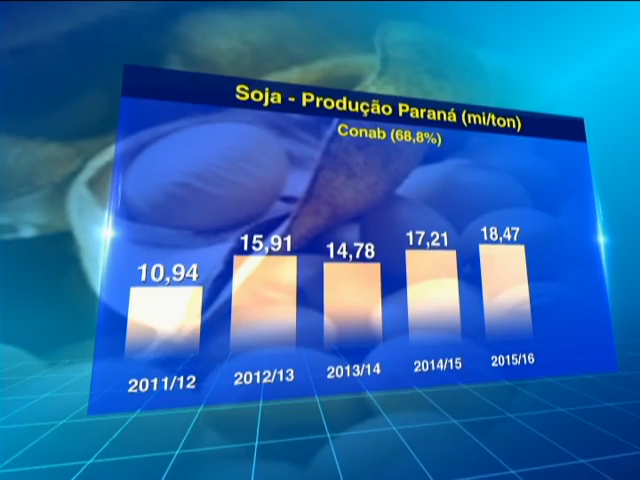 Soja - Produção Paraná (mi/ton)
Conab (68,8%)
10,94 15,91 14,78 17,21 18,47
2011/12 2012/13 2013/14 2014/15 2015/16